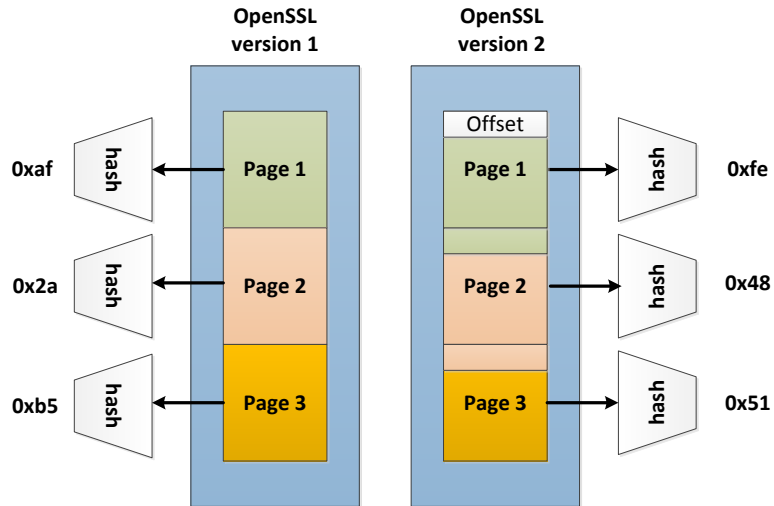 OpenSSL
version 1
OpenSSL
version 2
Offset
0xaf
hash
Page 1
Page 1
hash
0xfe
0x2a
hash
Page 2
Page 2
hash
0x48
0xb5
hash
Page 3
Page 3
hash
0x51